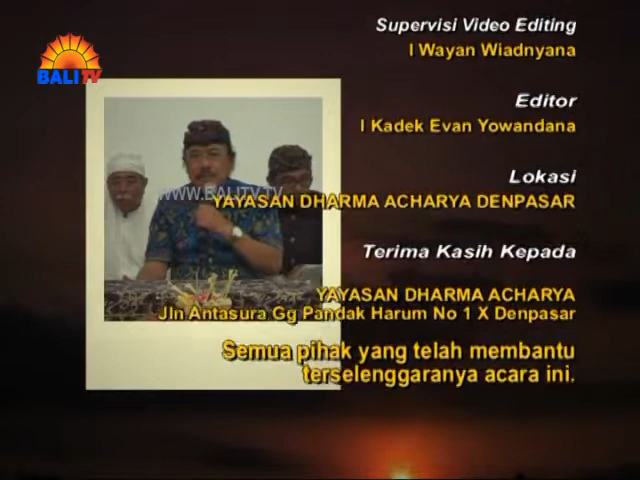 BALI TV
Supervisi Video Editing
I Wayan Wiadnyana
Editor
I Kadek Evan Yowandana
Lokasi
WWW.BALITV.TV
YAYASAN DHARMA ACHARYA DENPASAR
Terima Kasih Kepada
YAYASAN DHARMA ACHARYA
Jln Antasura Gg Pandak Harum No 1 X Denpasar
Semua pihak yang telah membantu
terselenggaranya acara ini.